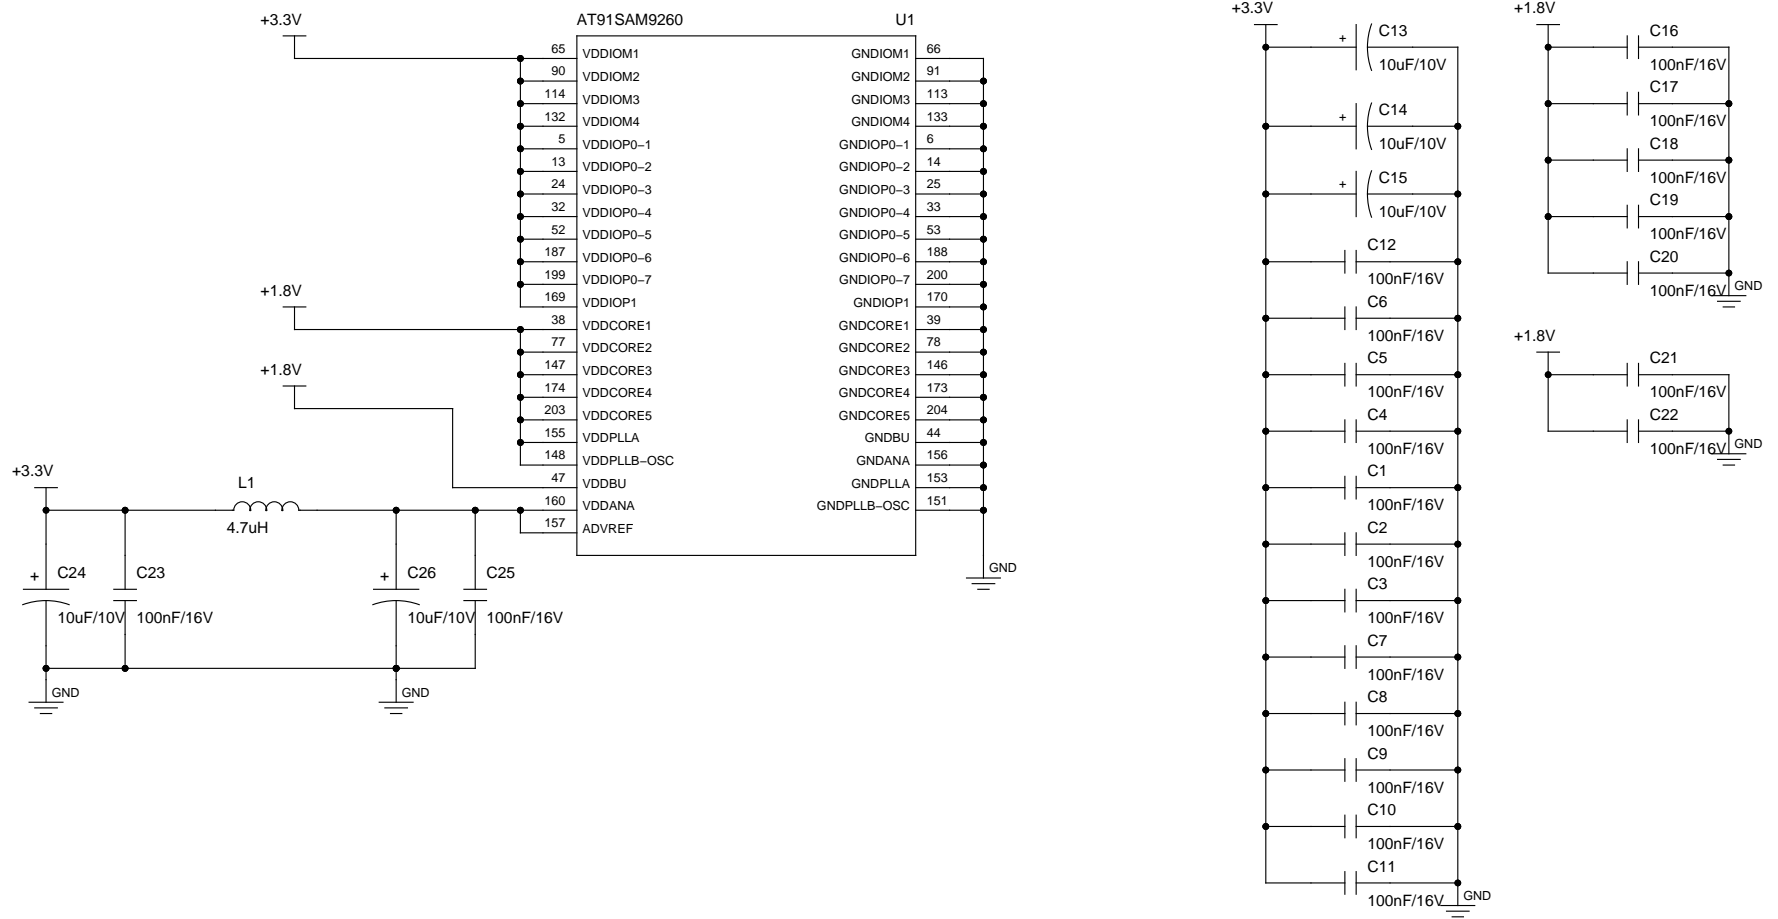 +3.3V
AT91SAM9260 U1
65 VDDIOM1 GNDIOM1 66
90 VDDIOM2 GNDIOM2 91
114 VDDIOM3 GNDIOM3 113
132 VDDIOM4 GNDIOM4 133
5 VDDIOP0-1 GNDIOP0-1 6
13 VDDIOP0-2 GNDIOP0-2 14
24 VDDIOP0-3 GNDIOP0-3 25
32 VDDIOP0-4 GNDIOP0-4 33
52 VDDIOP0-5 GNDIOP0-5 53
187 VDDIOP0-6 GNDIOP0-6 188
199 VDDIOP0-7 GNDIOP0-7 200
+1.8V
169 VDDIOP1 GNDIOP1 170
38 VDDCORE1 GNDCORE1 39
77 VDDCORE2 GNDCORE2 78
+1.8V
147 VDDCORE3 GNDCORE3 146
174 VDDCORE4 GNDCORE4 173
203 VDDCORE5 GNDCORE5 204
155 VDDPLLA GNDBU 44
148 VDDPLLB-OSC GNDANA 156
47 VDDBU GNDPLLA 153
160 VDDANA GNDPLLB-OSC 151
157 ADVREF
GND
+3.3V
L1
4.7uH
+ C24 C23 + C26 C25
10uF/10V 100nF/16V 10uF/10V 100nF/16V
GND GND
+3.3V
+ C13
10uF/10V
+ C14
10uF/10V
+ C15
10uF/10V
C12
100nF/16V
C6
100nF/16V
C5
100nF/16V
C4
100nF/16V
C1
100nF/16V
C2
100nF/16V
C3
100nF/16V
C7
100nF/16V
C8
100nF/16V
C9
100nF/16V
C10
100nF/16V
C11
100nF/16V GND
+1.8V
C16
100nF/16V
C17
100nF/16V
C18
100nF/16V
C19
100nF/16V
C20
100nF/16V GND
+1.8V
C21
100nF/16V
C22
100nF/16V GND